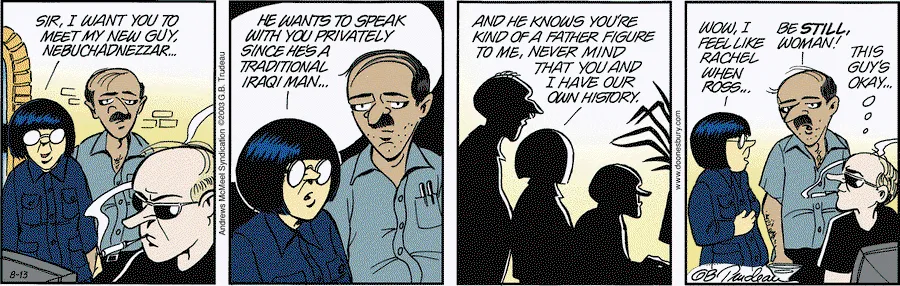 SIR, I WANT YOU TO
MEET MY NEW GUY,
NEBUCHADNEZZAR...
8-13
Andrews McMeel Syndication ©2003 G.B. Trudeau
HE WANTS TO SPEAK
WITH YOU PRIVATELY
SINCE HE'S A
TRADITIONAL
IRAQI MAN...
AND HE KNOWS YOU'RE
KIND OF A FATHER FIGURE
TO ME, NEVER MIND
THAT YOU AND
I HAVE OUR
OWN HISTORY.
www.doonesbury.com
WOW, I
FEEL LIKE
RACHEL
WHEN
ROSS...
BE STILL,
WOMAN!
THIS
GUY'S
OKAY...
GB Trudeau